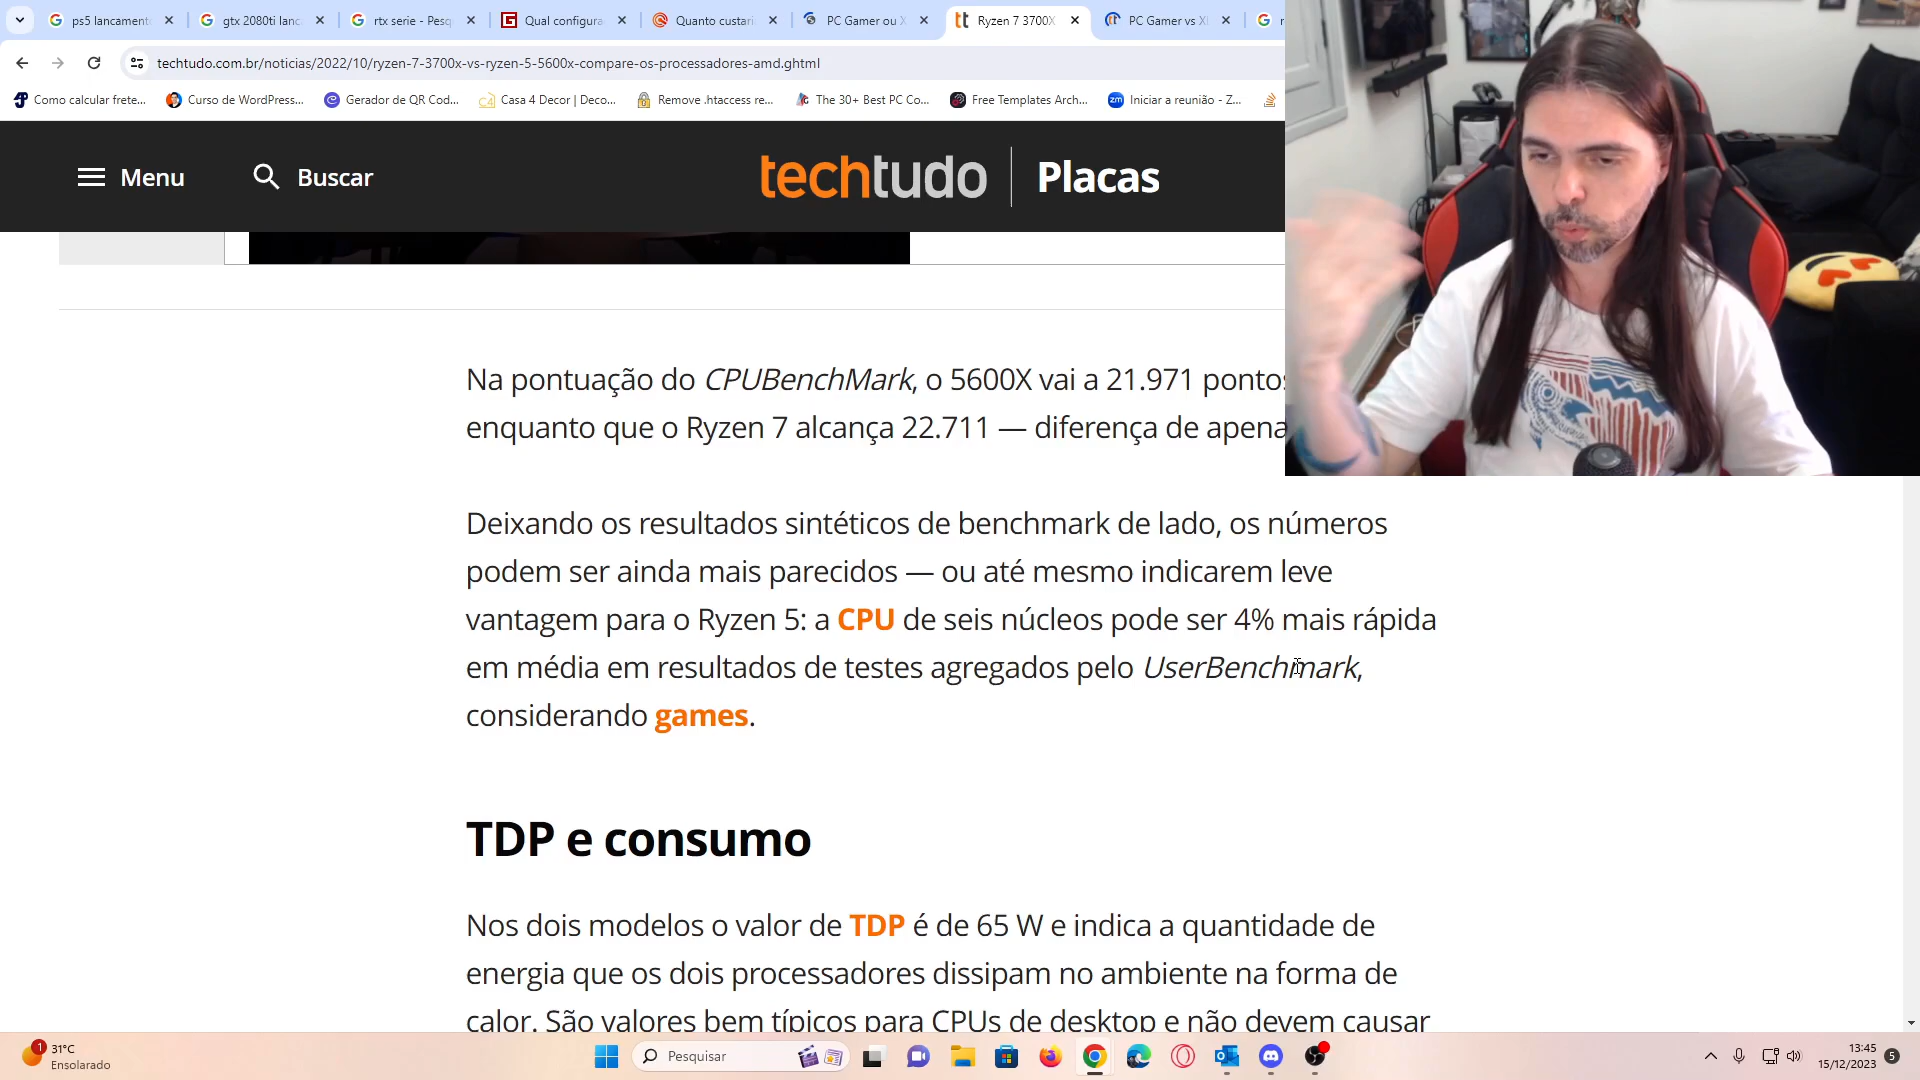 ps5 lancament
gtx 2080ti lanc
rtx serie - Pesq
Qual configura
Quanto custari
PC Gamer ou X
Ryzen 7 3700X
PC Gamer vs X
techtudo.com.br/noticias/2022/10/ryzen-7-3700x-vs-ryzen-5-5600x-compare-os-processadores-amd.ghtml
Como calcular frete...
Curso de WordPress...
Gerador de QR Cod...
Casa 4 Decor | Deco...
Remove .htaccess re...
The 30+ Best PC Co...
Free Templates Arch...
Iniciar a reunião - Z...
Menu
Buscar
techtudo
Placas
Na pontuação do CPUBenchMark, o 5600X vai a 21.971 pontos
enquanto que o Ryzen 7 alcança 22.711 — diferença de apena
Deixando os resultados sintéticos de benchmark de lado, os números
podem ser ainda mais parecidos — ou até mesmo indicarem leve
vantagem para o Ryzen 5: a CPU de seis núcleos pode ser 4% mais rápida
em média em resultados de testes agregados pelo UserBenchmark,
considerando games.
TDP e consumo
Nos dois modelos o valor de TDP é de 65 W e indica a quantidade de
energia que os dois processadores dissipam no ambiente na forma de
calor. São valores bem típicos para CPUs de desktop e não devem causar
1
31°C
Ensolarado
Pesquisar
13:45
15/12/2023
5